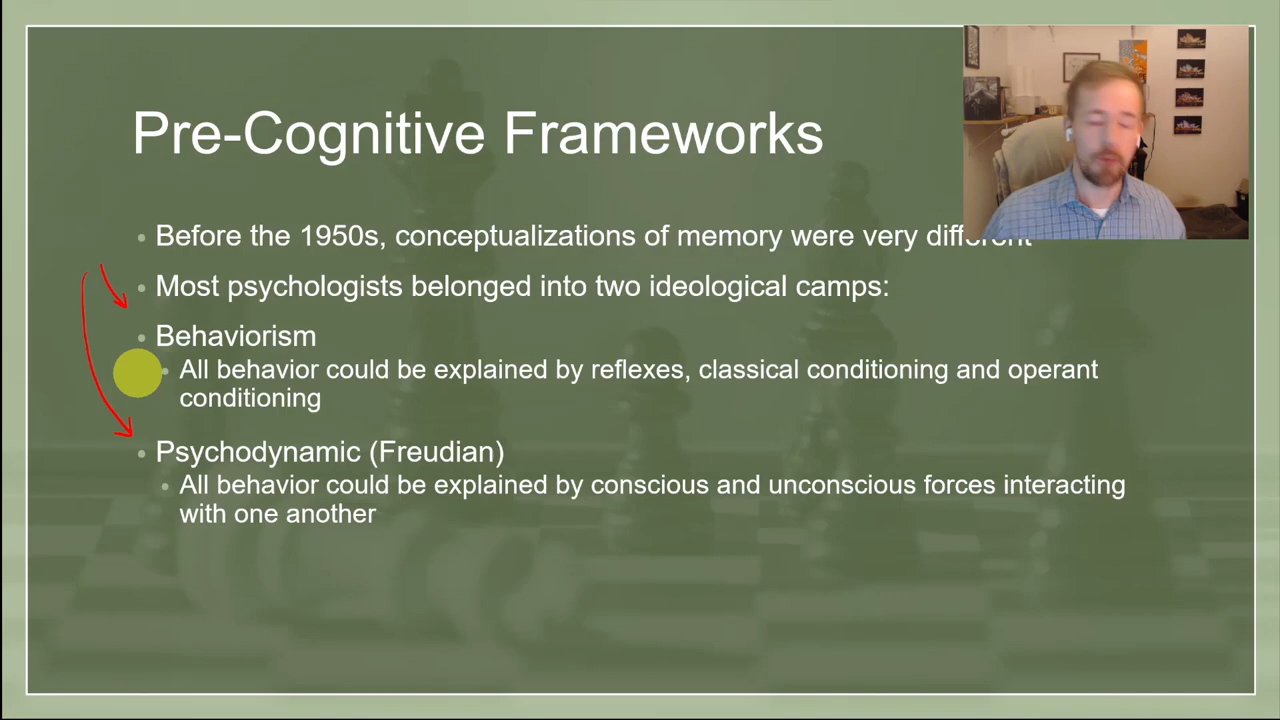 Pre-Cognitive Frameworks
Before the 1950s, conceptualizations of memory were very different
Most psychologists belonged into two ideological camps:
Behaviorism
All behavior could be explained by reflexes, classical conditioning and operant
conditioning
Psychodynamic (Freudian)
All behavior could be explained by conscious and unconscious forces interacting
with one another